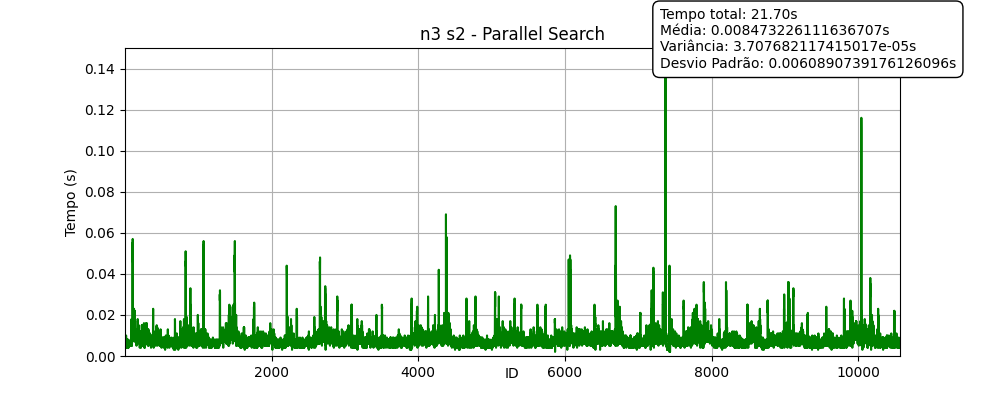 Tempo total: 21.70s
Média: 0.008473226111636707s
Variância: 3.707682117415017e-05s
Desvio Padrão: 0.0060890739176126096s
n3 s2 - Parallel Search
0.14
0.12
0.10
0.08
0.06
0.04
0.02
0.00
Tempo (s)
2000 4000 6000 8000 10000
ID